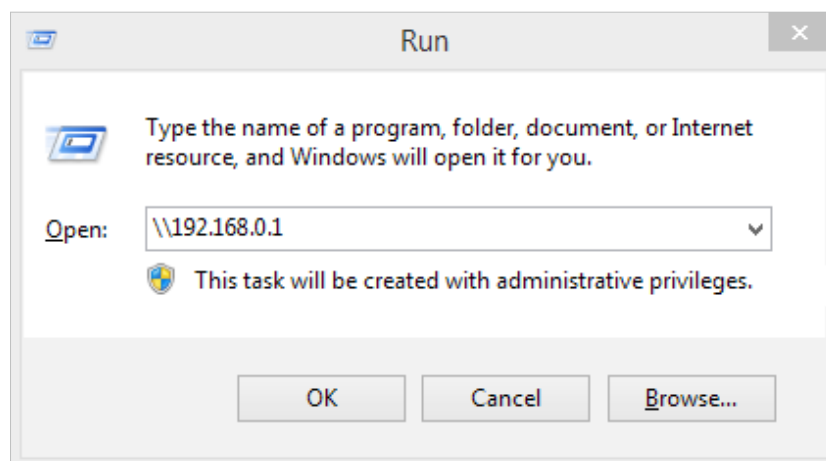 Run
Type the name of a program, folder, document, or Internet
resource, and Windows will open it for you.
Open: \\192.168.0.1
This task will be created with administrative privileges.
OK Cancel Browse...